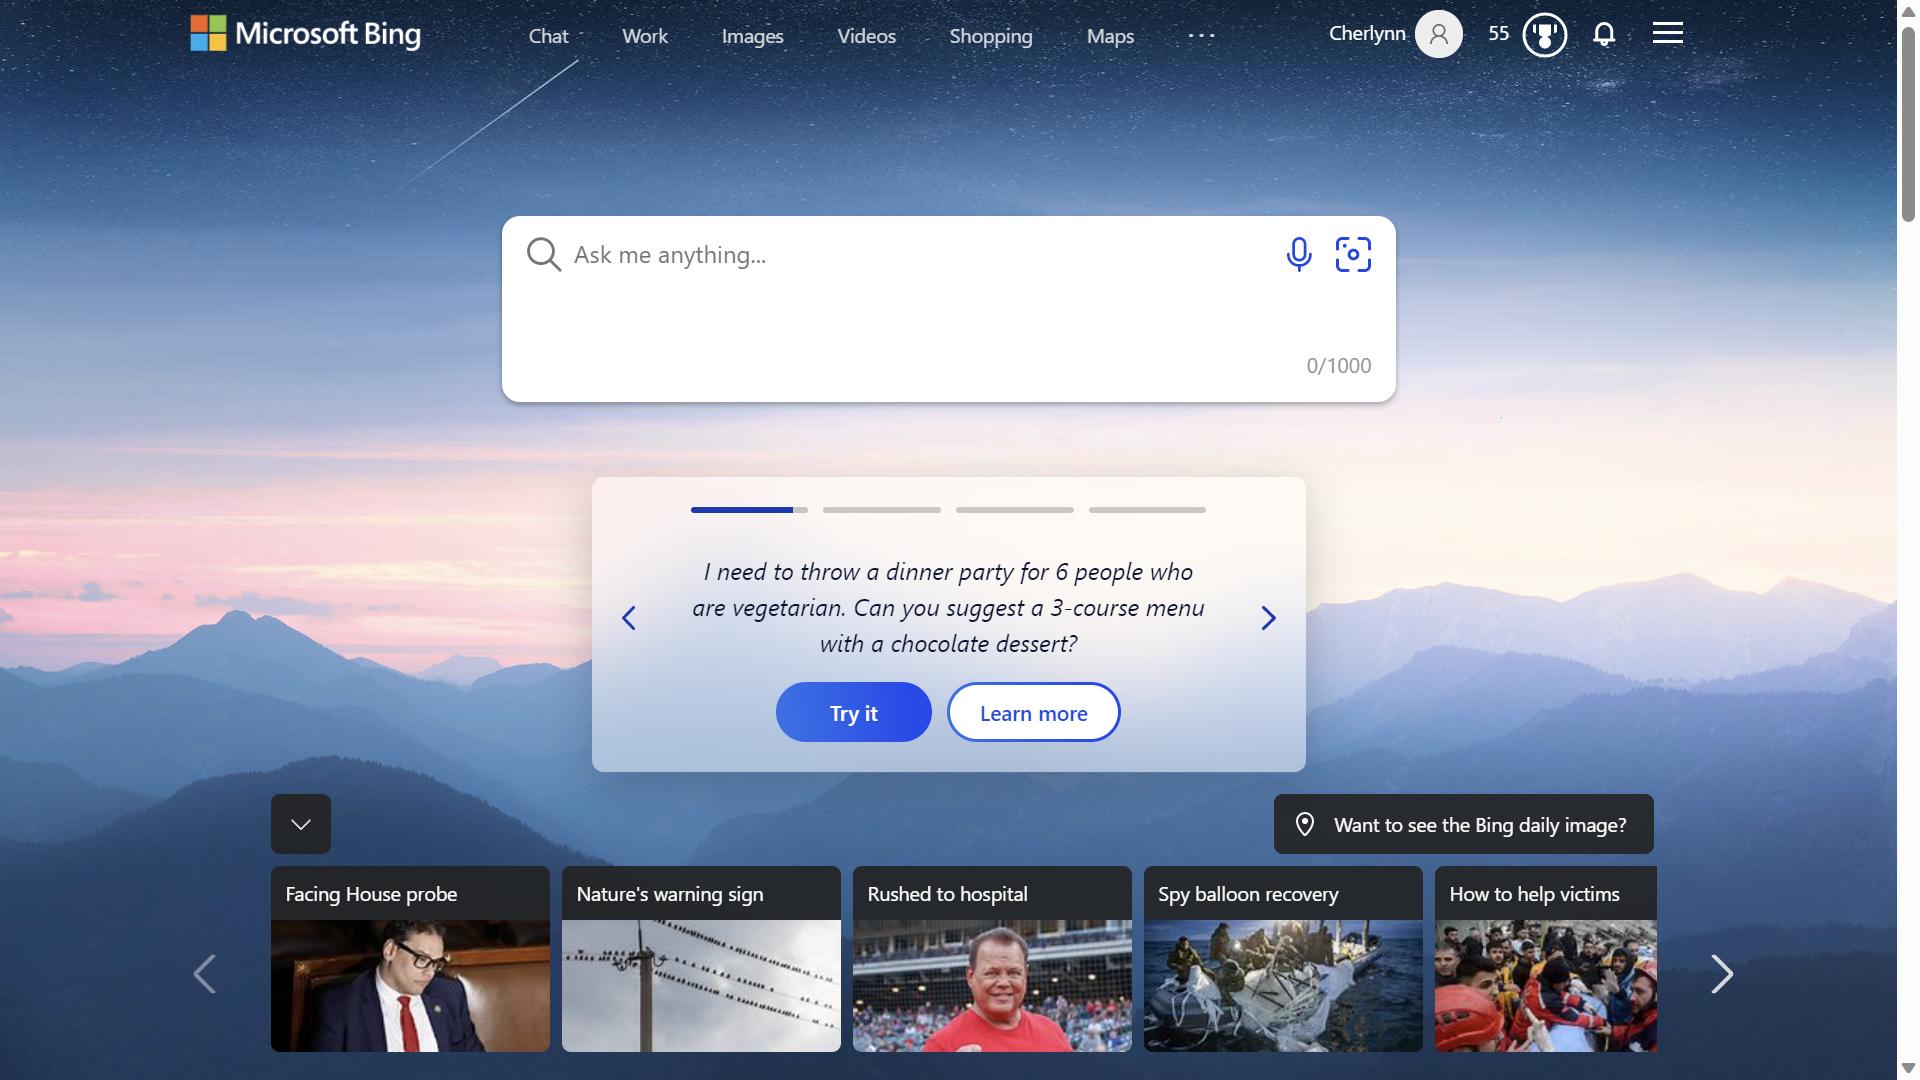 Microsoft Bing
Chat
Work
Images
Videos
Shopping
Maps
Cherlynn
55
Ask me anything...
0/1000
I need to throw a dinner party for 6 people who
are vegetarian. Can you suggest a 3-course menu
with a chocolate dessert?
Try it
Learn more
Want to see the Bing daily image?
Facing House probe
Nature's warning sign
Rushed to hospital
Spy balloon recovery
How to help victims